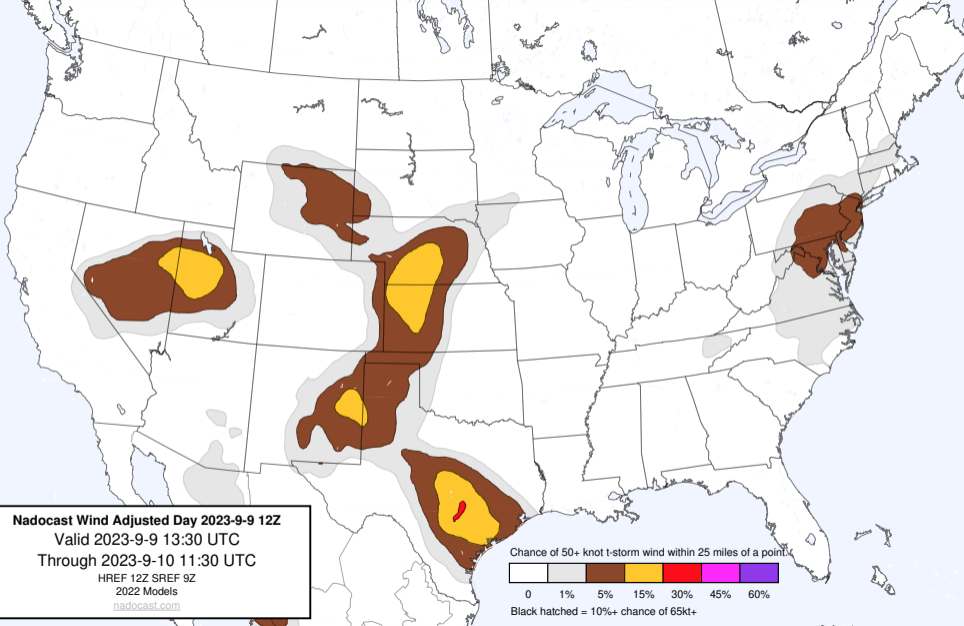 Nadocast Wind Adjusted Day 2023-9-9 12Z
Valid 2023-9-9 13:30 UTC
Through 2023-9-10 11:30 UTC
HREF 12Z SREF 9Z
2022 Models
nadocast.com
Chance of 50+ knot t-storm wind within 25 miles of a point.
0 1% 5% 15% 30% 45% 60%
Black hatched = 10%+ chance of 65kt+